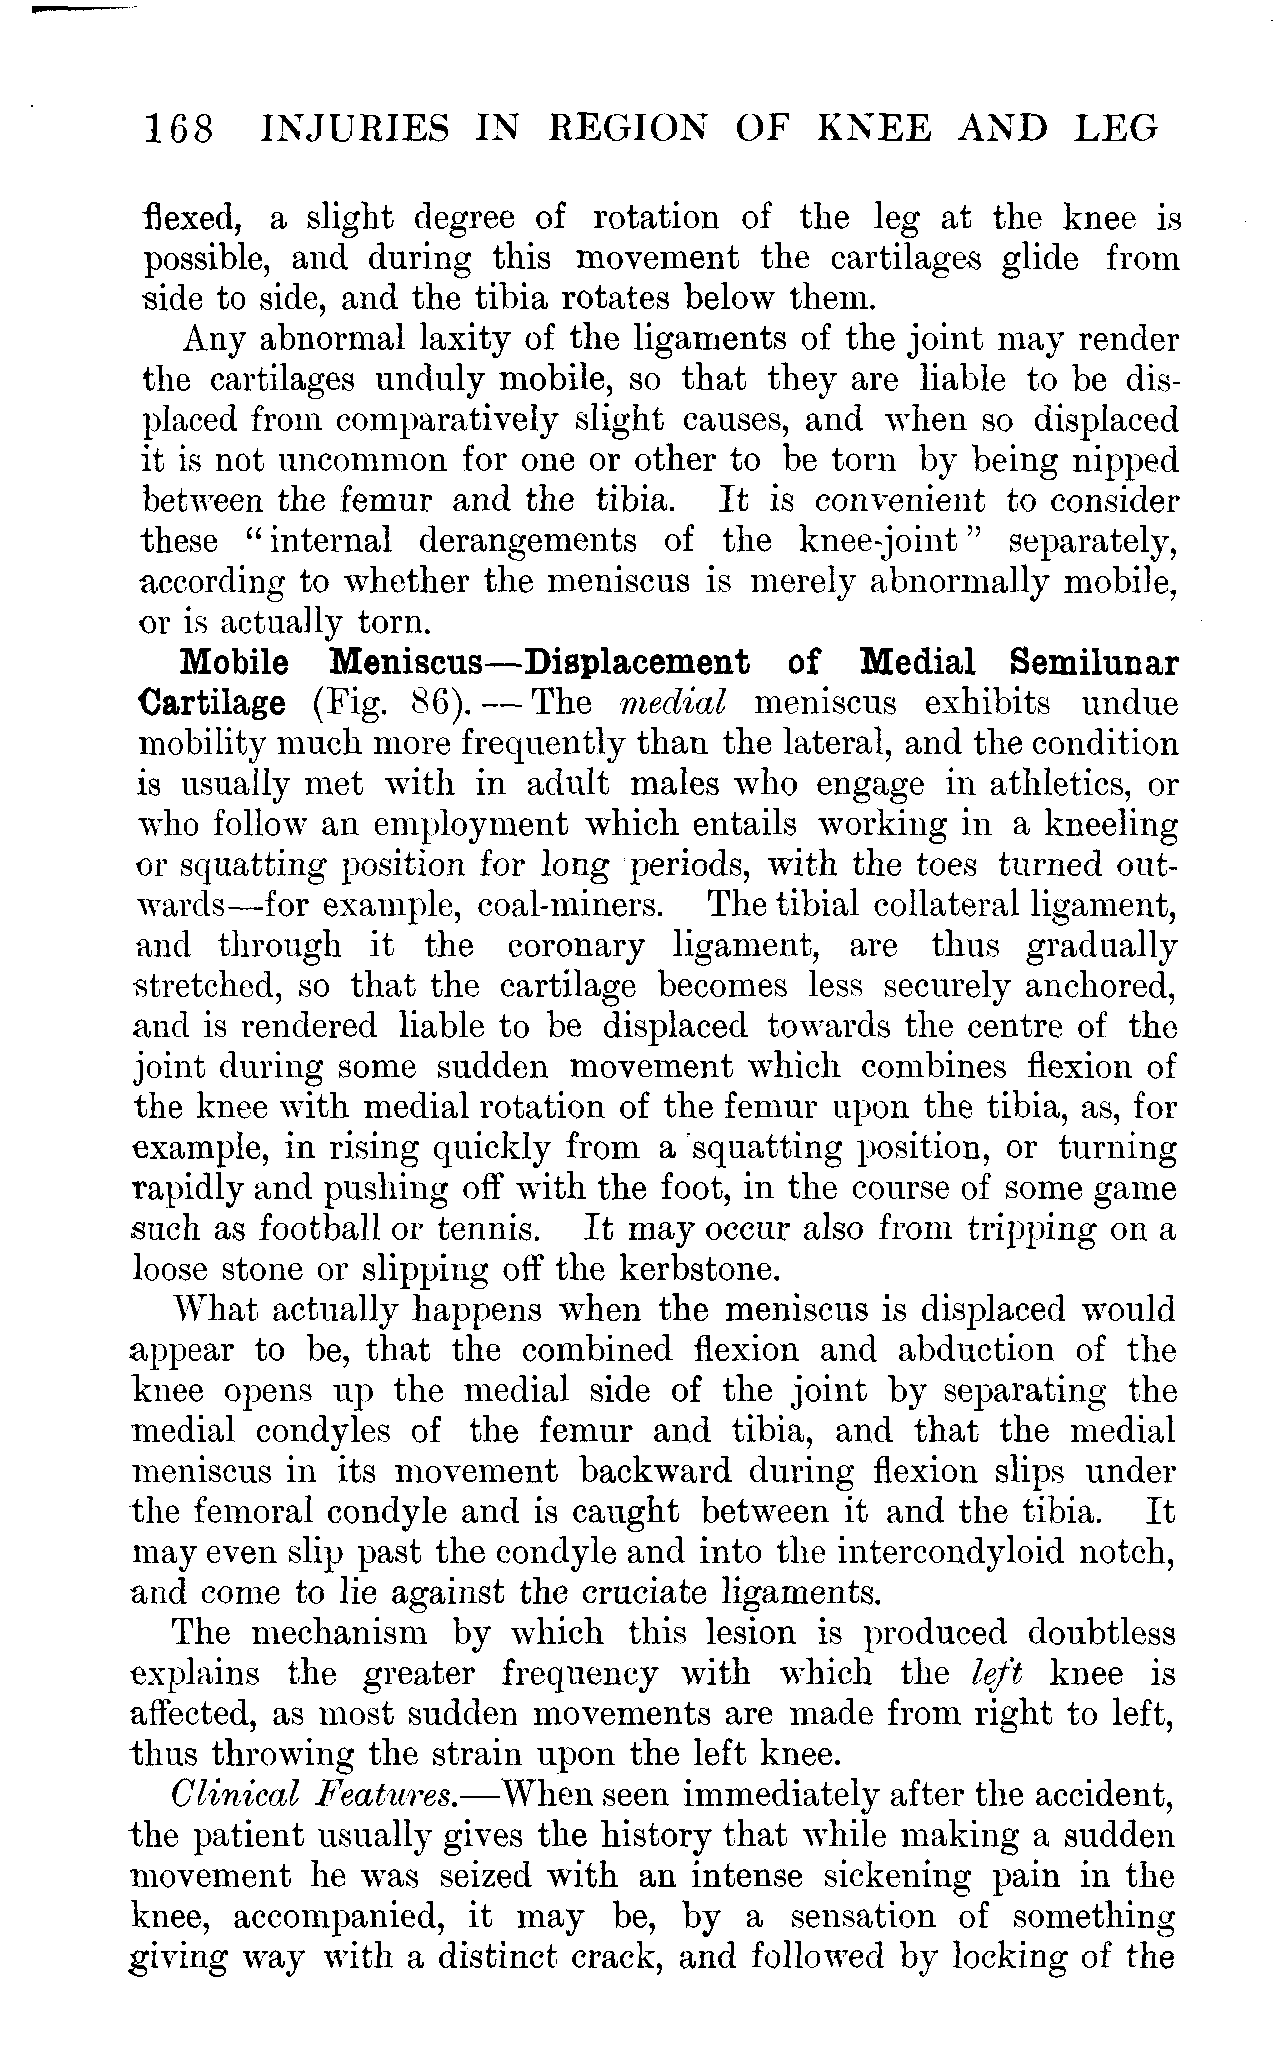 168 INJURIES IN REGION OF KNEE AND LEG
flexed, a slight degree of rotation of the leg at the knee is
possible, and during this movement the cartilages glide from
side to side, and the tibia rotates below them.
Any abnormal laxity of the ligaments of the joint may render
the cartilages unduly mobile, so that they are liable to be dis-
placed from comparatively slight causes, and when so displaced
it is not uncommon for one or other to be torn by being nipped
between the femur and the tibia. It is convenient to consider
these “internal derangements of the knee-joint” separately,
according to whether the meniscus is merely abnormally mobile,
or is actually torn.
Mobile Meniscus—Displacement of Medial Semilunar
Cartilage (Fig. 86).—The medial meniscus exhibits undue
mobility much more frequently than the lateral, and the condition
is usually met with in adult males who engage in athletics, or
who follow an employment which entails working in a kneeling
or squatting position for long periods, with the toes turned out-
wards—for example, coal-miners. The tibial collateral ligament,
and through it the coronary ligament, are thus gradually
stretched, so that the cartilage becomes less securely anchored,
and is rendered liable to be displaced towards the centre of the
joint during some sudden movement which combines flexion of
the knee with medial rotation of the femur upon the tibia, as, for
example, in rising quickly from a squatting position, or turning
rapidly and pushing off with the foot, in the course of some game
such as football or tennis. It may occur also from tripping on a
loose stone or slipping off the kerbstone.
What actually happens when the meniscus is displaced would
appear to be, that the combined flexion and abduction of the
knee opens up the medial side of the joint by separating the
medial condyles of the femur and tibia, and that the medial
meniscus in its movement backward during flexion slips under
the femoral condyle and is caught between it and the tibia. It
may even slip past the condyle and into the intercondyloid notch,
and come to lie against the cruciate ligaments.
The mechanism by which this lesion is produced doubtless
explains the greater frequency with which the left knee is
affected, as most sudden movements are made from right to left,
thus throwing the strain upon the left knee.
Clinical Features.—When seen immediately after the accident,
the patient usually gives the history that while making a sudden
movement he was seized with an intense sickening pain in the
knee, accompanied, it may be, by a sensation of something
giving way with a distinct crack, and followed by locking of the